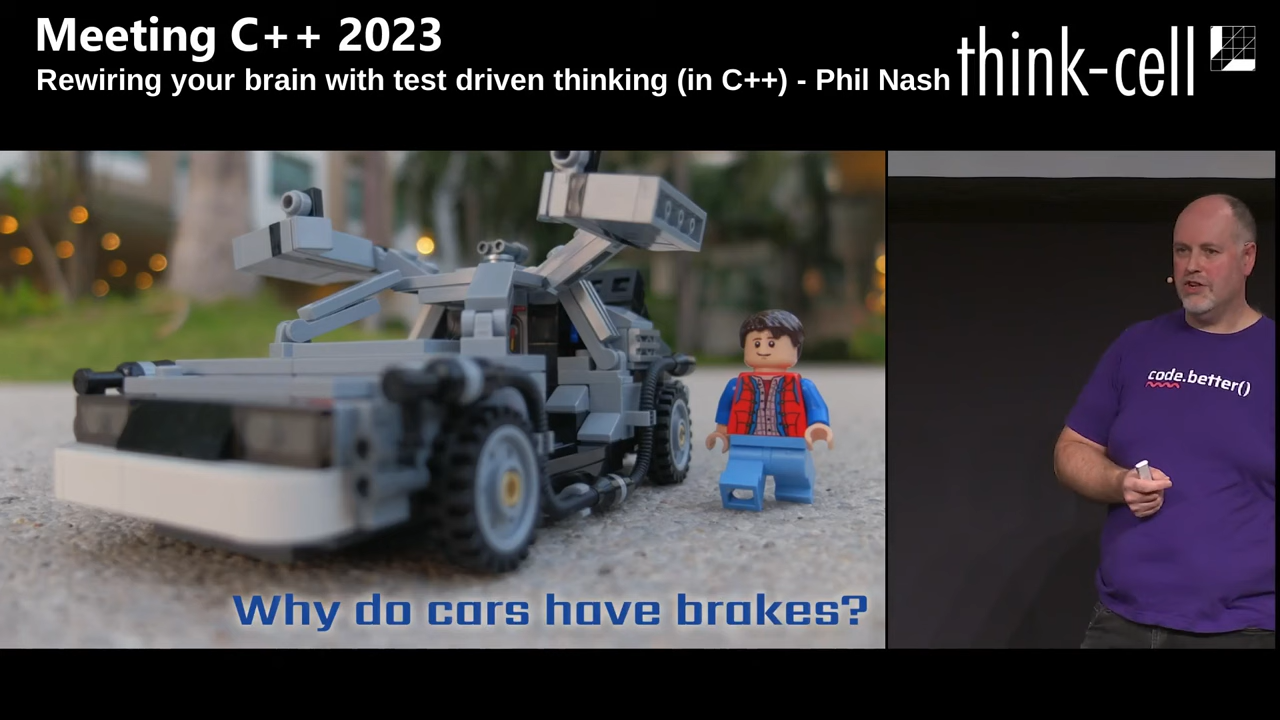 Meeting C++ 2023
Rewiring your brain with test driven thinking (in C++) - Phil Nash
think-cell
code.better()
Why do cars have brakes?